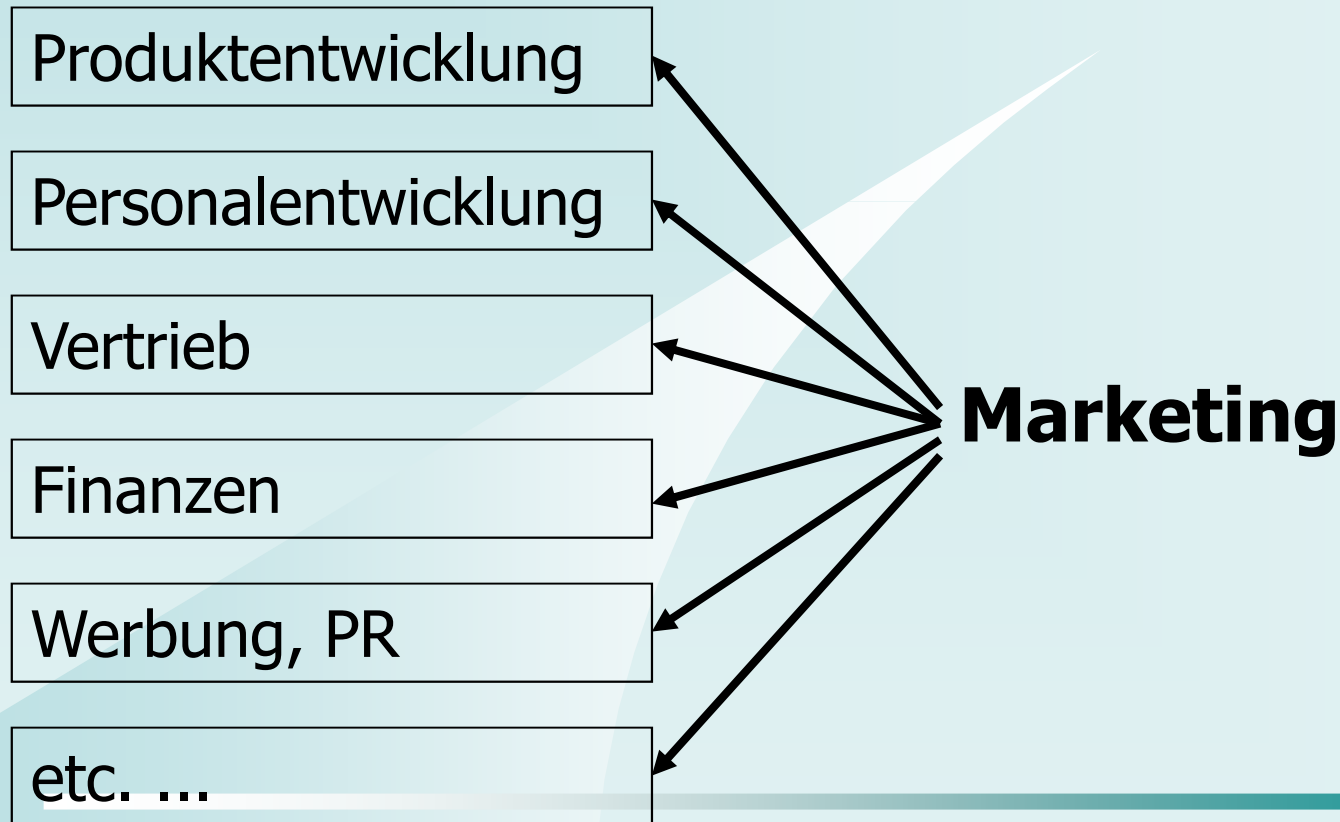 Produktentwicklung
Personalentwicklung
Vertrieb
Finanzen
Werbung, PR
etc. ...
Marketing